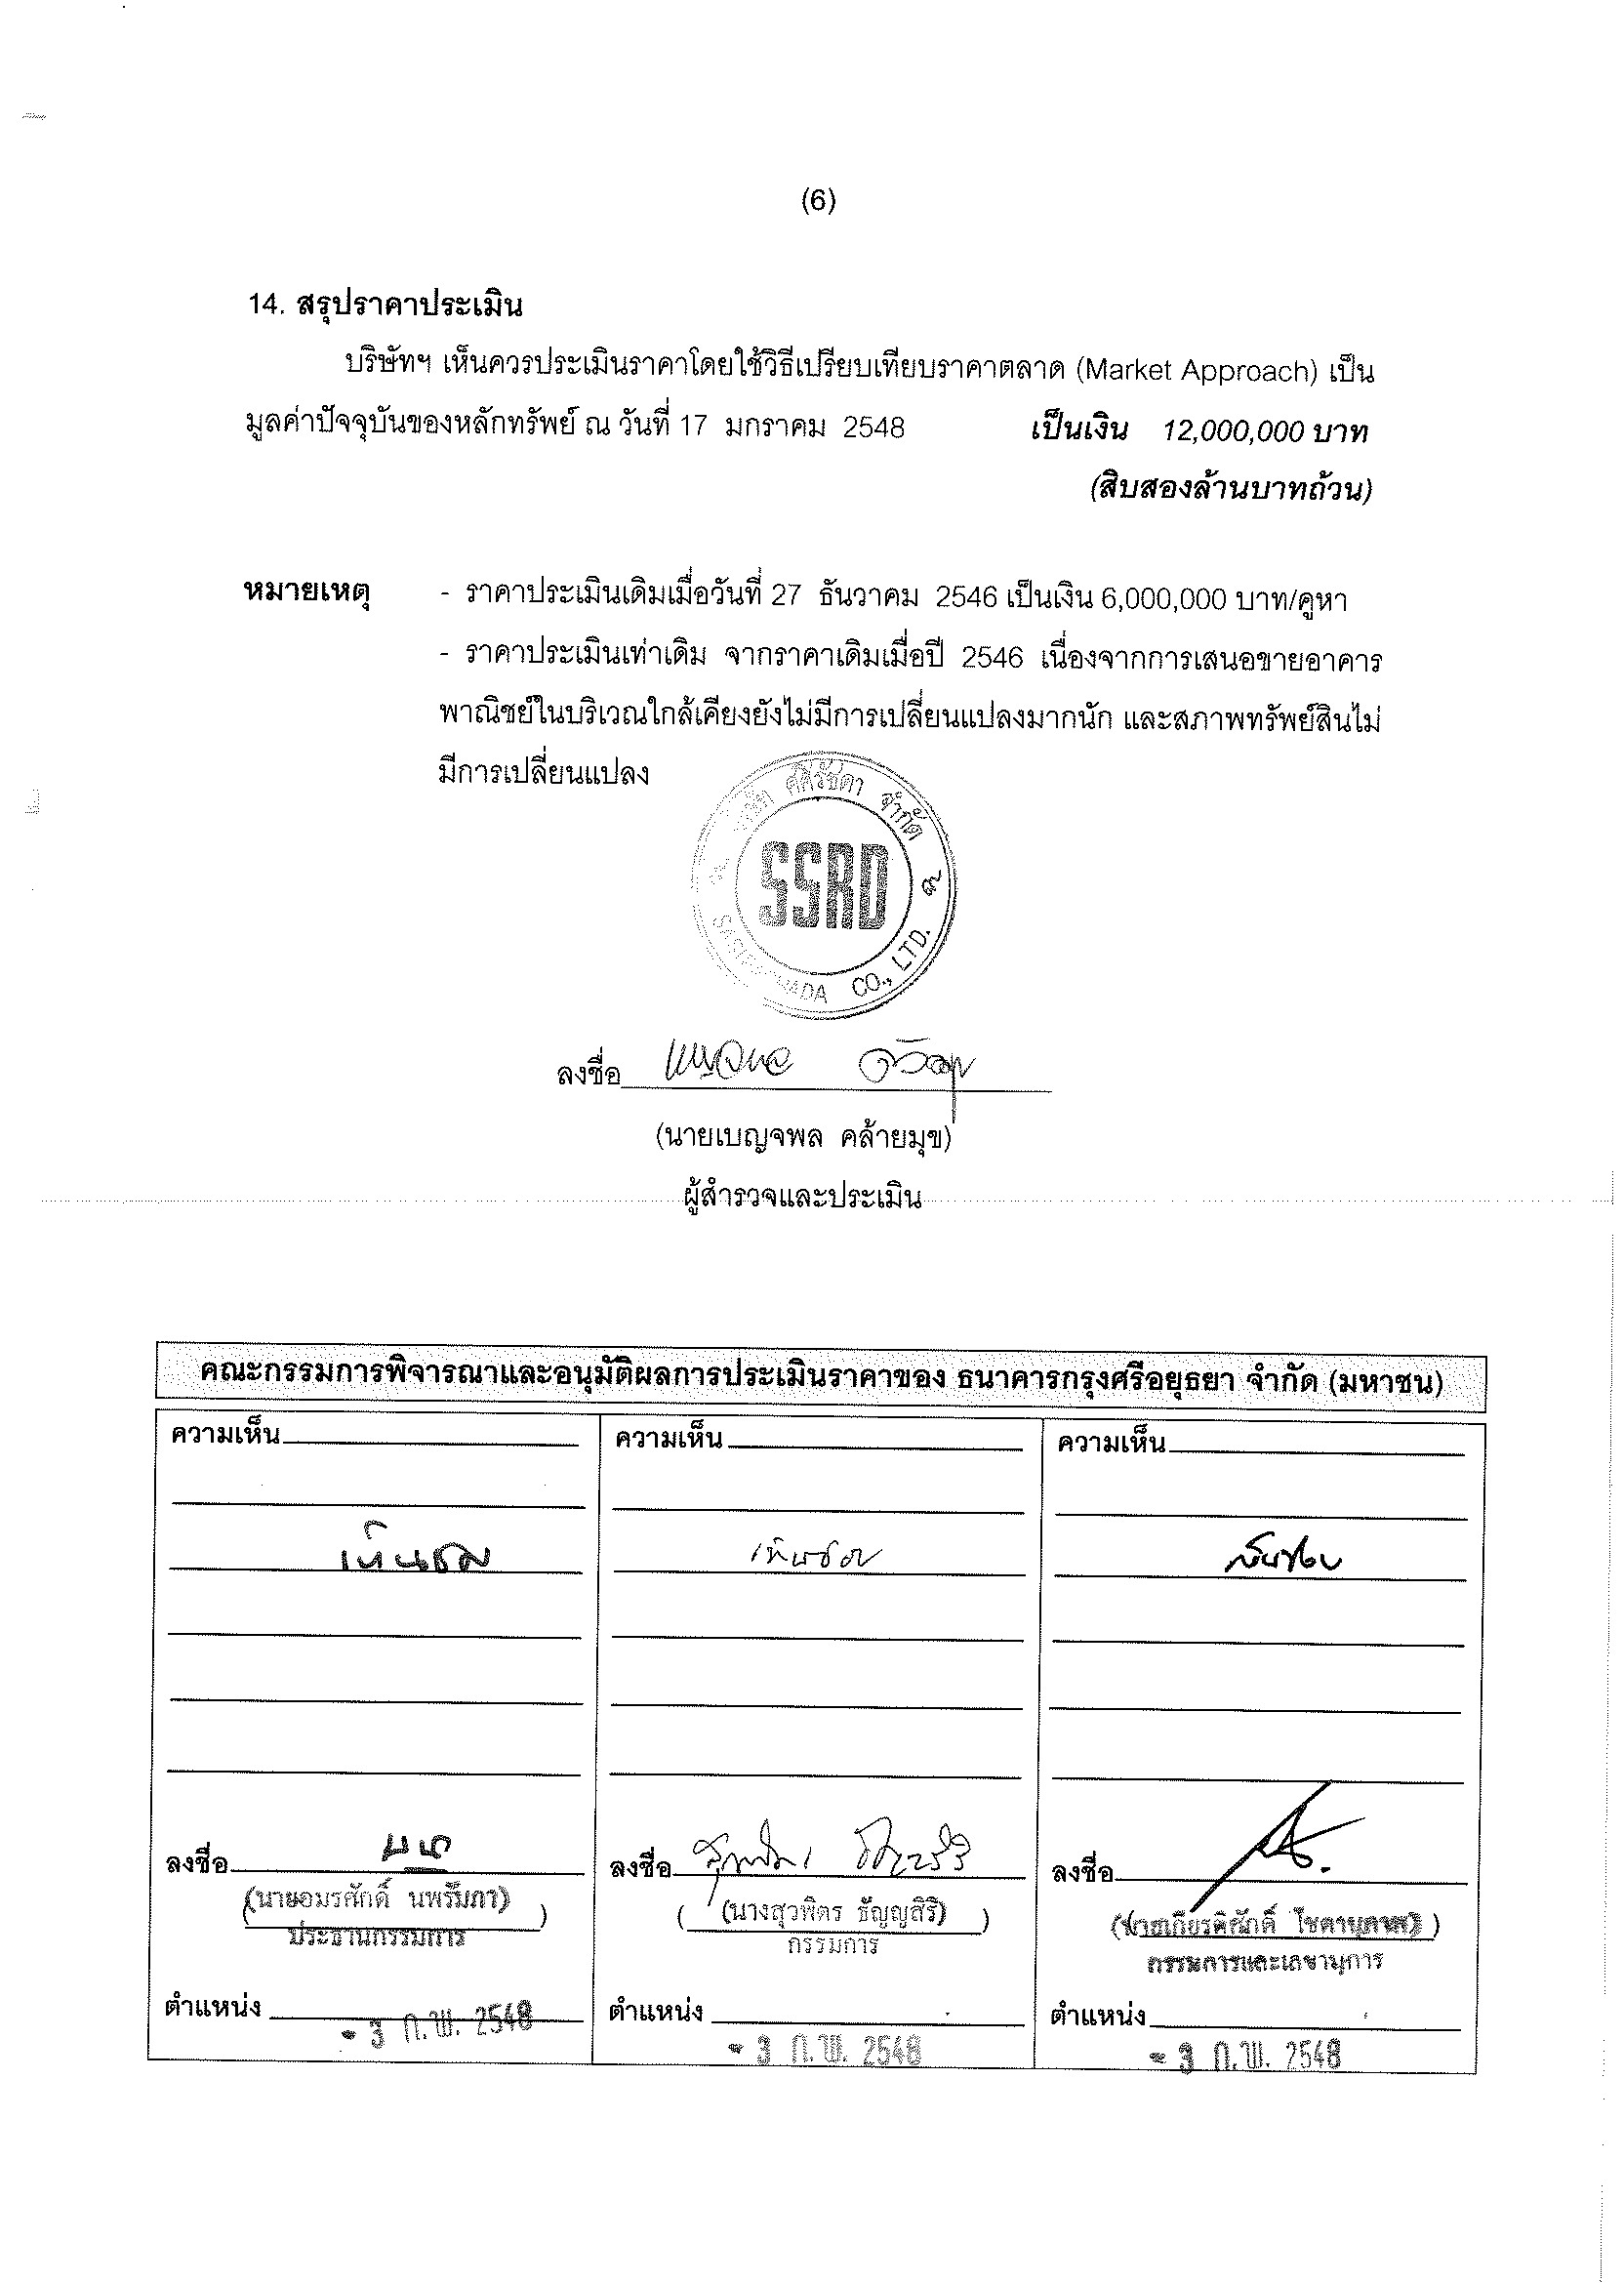 (6)
14. สรุปราคาประเมิน
บริษัทฯ เห็นควรประเมินราคาโดยใช้วิธีเปรียบเทียบราคาตลาด (Market Approach) เป็น
มูลค่าปัจจุบันของหลักทรัพย์ ณ วันที่ 17 มกราคม 2548 เป็นเงิน 12,000,000 บาท
(สิบสองล้านบาทถ้วน)
หมายเหตุ - ราคาประเมินเดิมเมื่อวันที่ 27 ธันวาคม 2546 เป็นเงิน 6,000,000 บาท/คูหา
- ราคาประเมินเท่าเดิม จากราคาเดิมเมื่อปี 2546 เนื่องจากการเสนอขายอาคาร
พาณิชย์ในบริเวณใกล้เคียงยังไม่มีการเปลี่ยนแปลงมากนัก และสภาพทรัพย์สินไม่
มีการเปลี่ยนแปลง
จำกัด
SSRD
CO., LTD.
ลงชื่อ
(นายเบญจพล คล้ายมุข)
ผู้สำรวจและประเมิน
คณะกรรมการพิจารณาและอนุมัติผลการประเมินราคาของ ธนาคารกรุงศรีอยุธยา จำกัด (มหาชน)
ความเห็น ความเห็น ความเห็น
เห็นชอบ เห็นชอบ เห็นชอบ
ลงชื่อ ลงชื่อ ลงชื่อ
(นายอมรศักดิ์ นพรัมภา) (นางสุวพิตร ธัญญสิริ) (นายเกียรติศักดิ์)
ประธานกรรมการ กรรมการ กรรมการและเลขานุการ
ตำแหน่ง ตำแหน่ง ตำแหน่ง
- 3 ก.พ. 2548 - 3 ก.พ. 2548 - 3 ก.พ. 2548